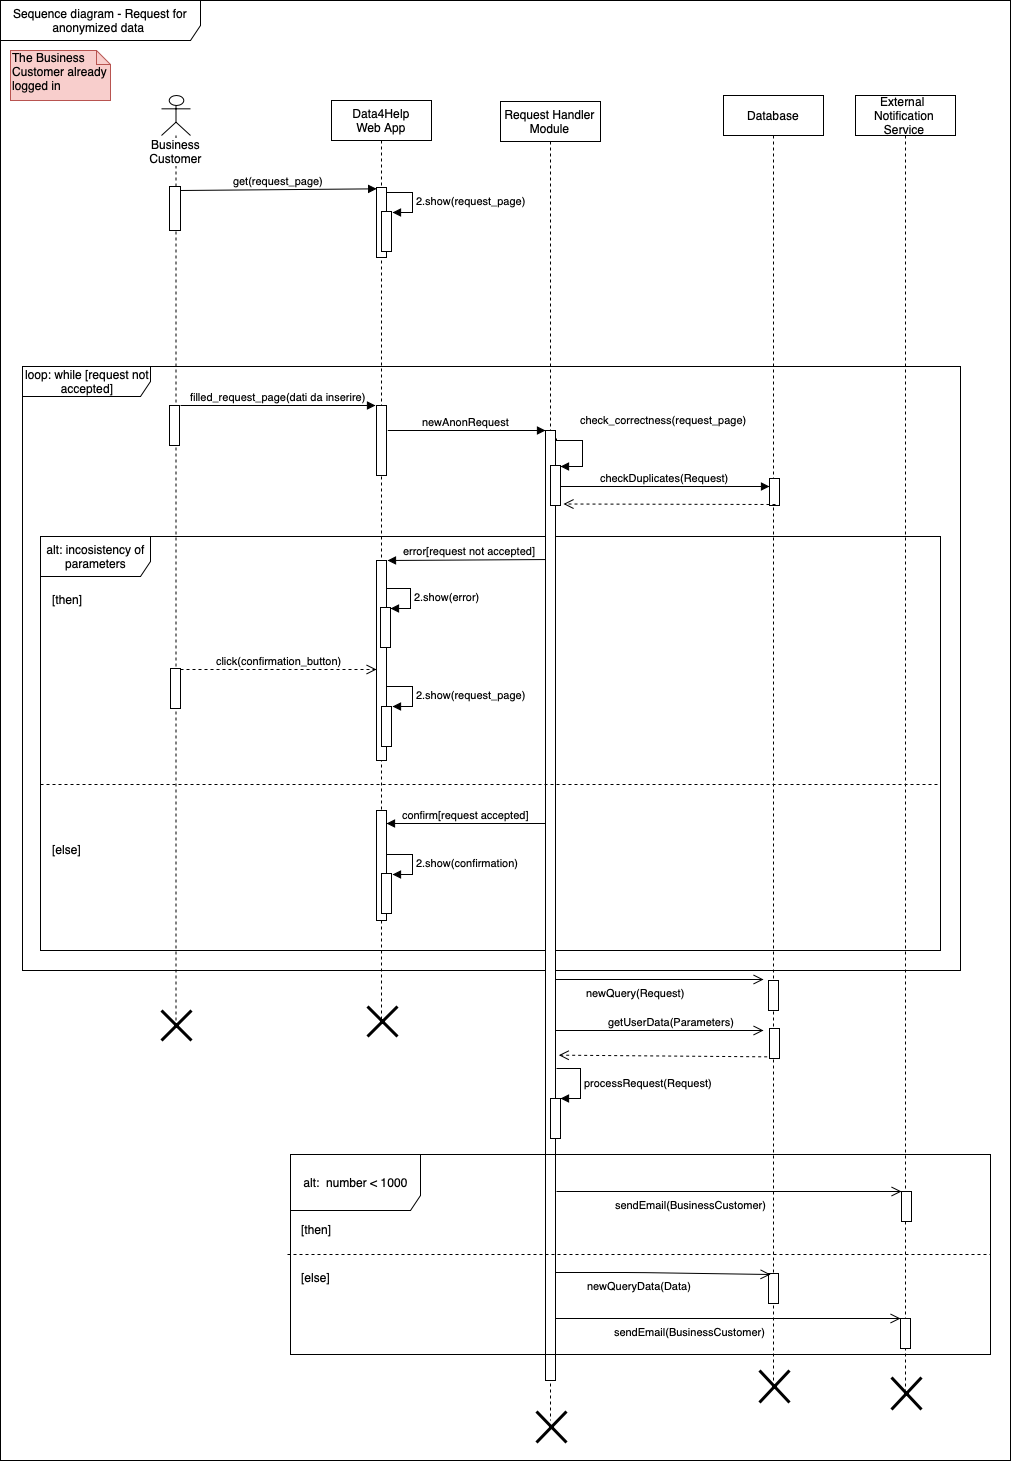 Sequence diagram - Request for
anonymized data
The Business
Customer already
logged in
Business
Customer
Data4Help
Web App
Request Handler
Module
Database
External
Notification
Service
get(request_page)
2.show(request_page)
loop: while [request not
accepted]
filled_request_page(dati da inserire)
newAnonRequest
check_correctness(request_page)
checkDuplicates(Request)
alt: incosistency of
parameters
error[request not accepted]
[then]
2.show(error)
click(confirmation_button)
2.show(request_page)
confirm[request accepted]
[else]
2.show(confirmation)
newQuery(Request)
getUserData(Parameters)
processRequest(Request)
alt:  number < 1000
sendEmail(BusinessCustomer)
[then]
[else]
newQueryData(Data)
sendEmail(BusinessCustomer)